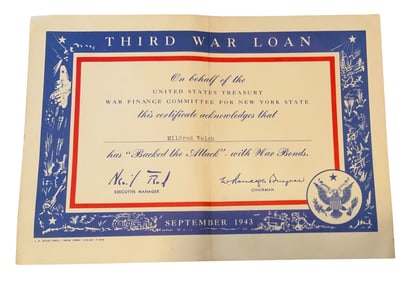 THIRD WAR LOAN
On behalf of the
UNITED STATES TREASURY
WAR FINANCE COMMITTEE FOR NEW YORK STATE
this certificate acknowledges that
Mildred Reich
has "Backed the Attack" with War Bonds.
EXECUTIVE MANAGER
CHAIRMAN
SEPTEMBER 1943